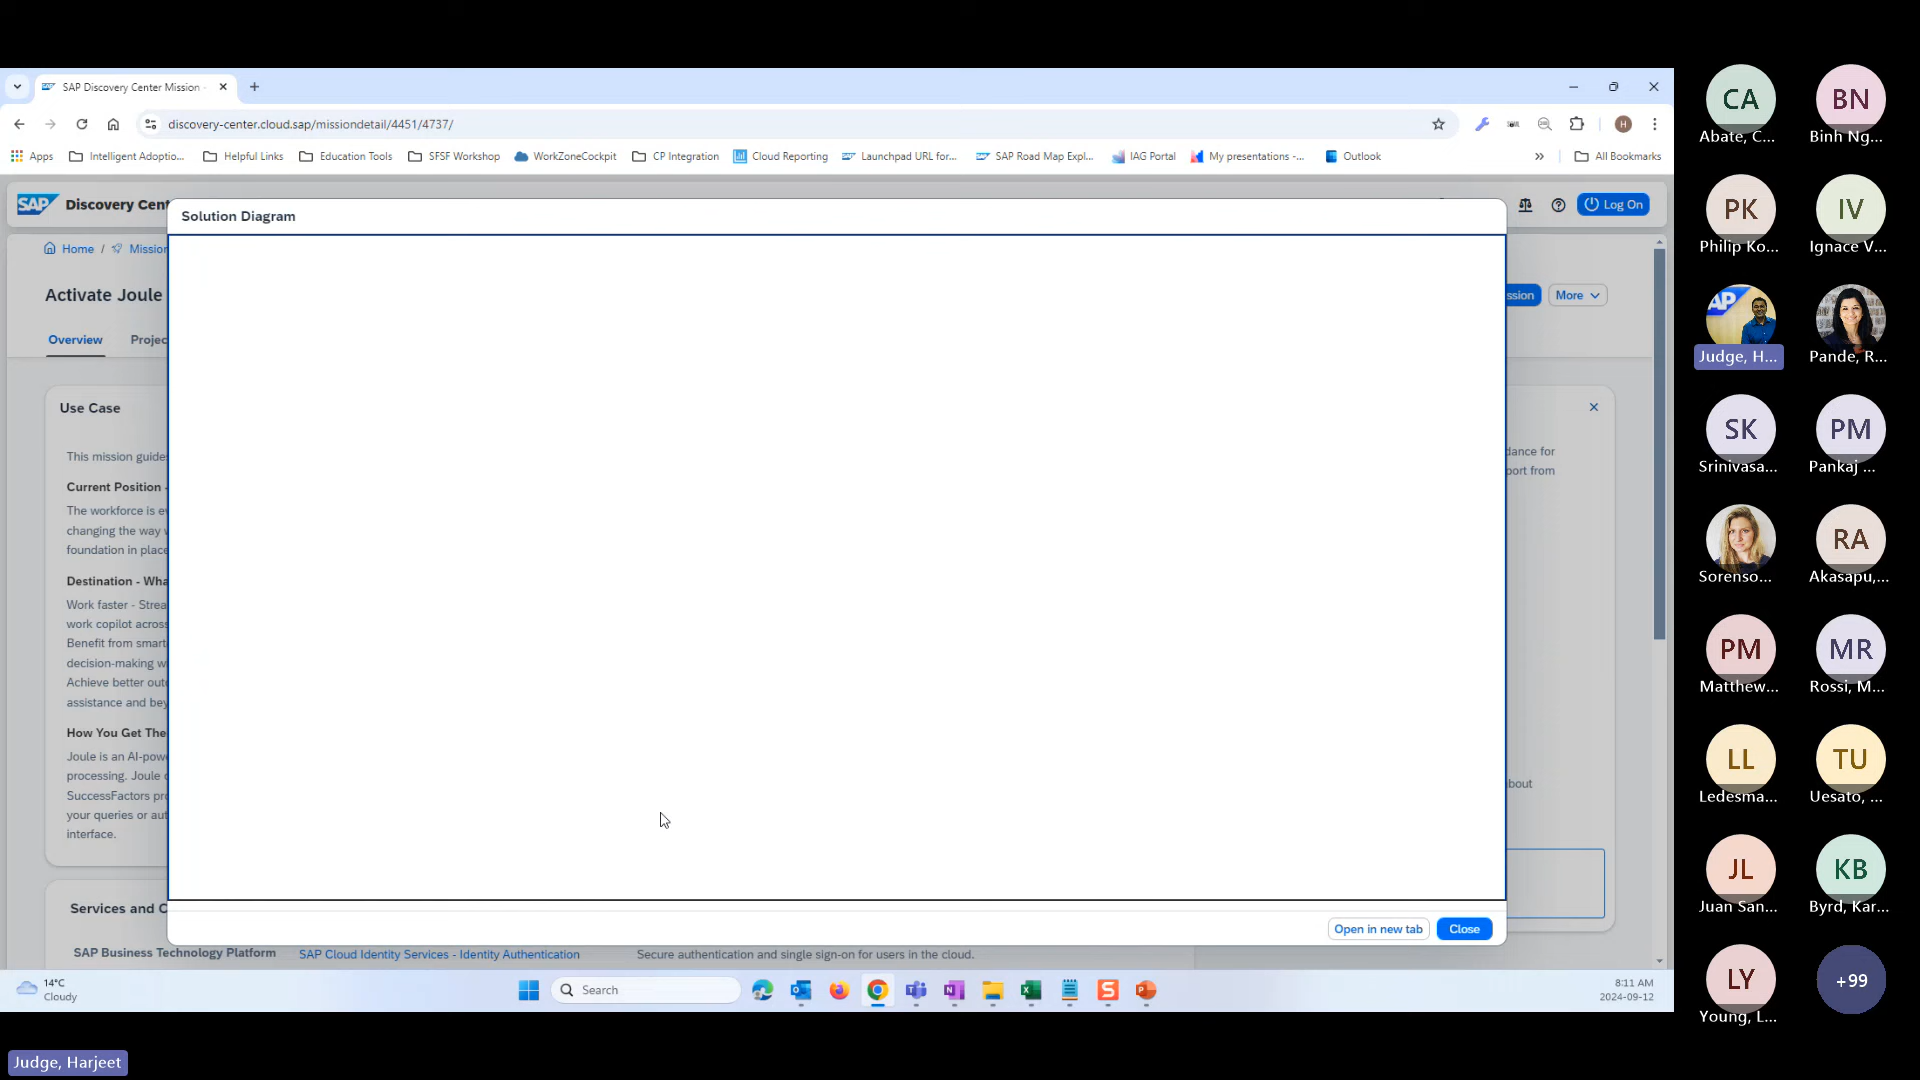 SAP Discovery Center Mission -
discovery-center.cloud.sap/missiondetail/4451/4737/
Apps
Intelligent Adoptio...
Helpful Links
Education Tools
SFSF Workshop
WorkZoneCockpit
CP Integration
Cloud Reporting
Launchpad URL for...
SAP Road Map Expl...
IAG Portal
My presentations -...
Outlook
»
All Bookmarks
H
SAP
Discovery Cent
Log On
Solution Diagram
Home / Mission
Activate Joule
ssion
More
Overview
Projec
Use Case
This mission guides
Current Position -
The workforce is ev
changing the way w
foundation in place
Destination - Wha
Work faster - Strea
work copilot across
Benefit from smart
decision-making w
Achieve better outc
assistance and bey
How You Get The
Joule is an AI-powe
processing. Joule c
SuccessFactors pro
your queries or aut
interface.
dance for
port from
bout
Services and C
SAP Business Technology Platform
SAP Cloud Identity Services - Identity Authentication
Secure authentication and single sign-on for users in the cloud.
Open in new tab
Close
14°C
Cloudy
Search
8:11 AM
2024-09-12
Judge, Harjeet
CA
Abate, C...
BN
Binh Ng...
PK
Philip Ko...
IV
Ignace V...
AP
Judge, H...
Pande, R...
SK
Srinivasa...
PM
Pankaj ...
Sorenso...
RA
Akasapu,...
PM
Matthew...
MR
Rossi, M...
LL
Ledesma...
TU
Uesato, ...
JL
Juan San...
KB
Byrd, Kar...
LY
Young, L...
+99